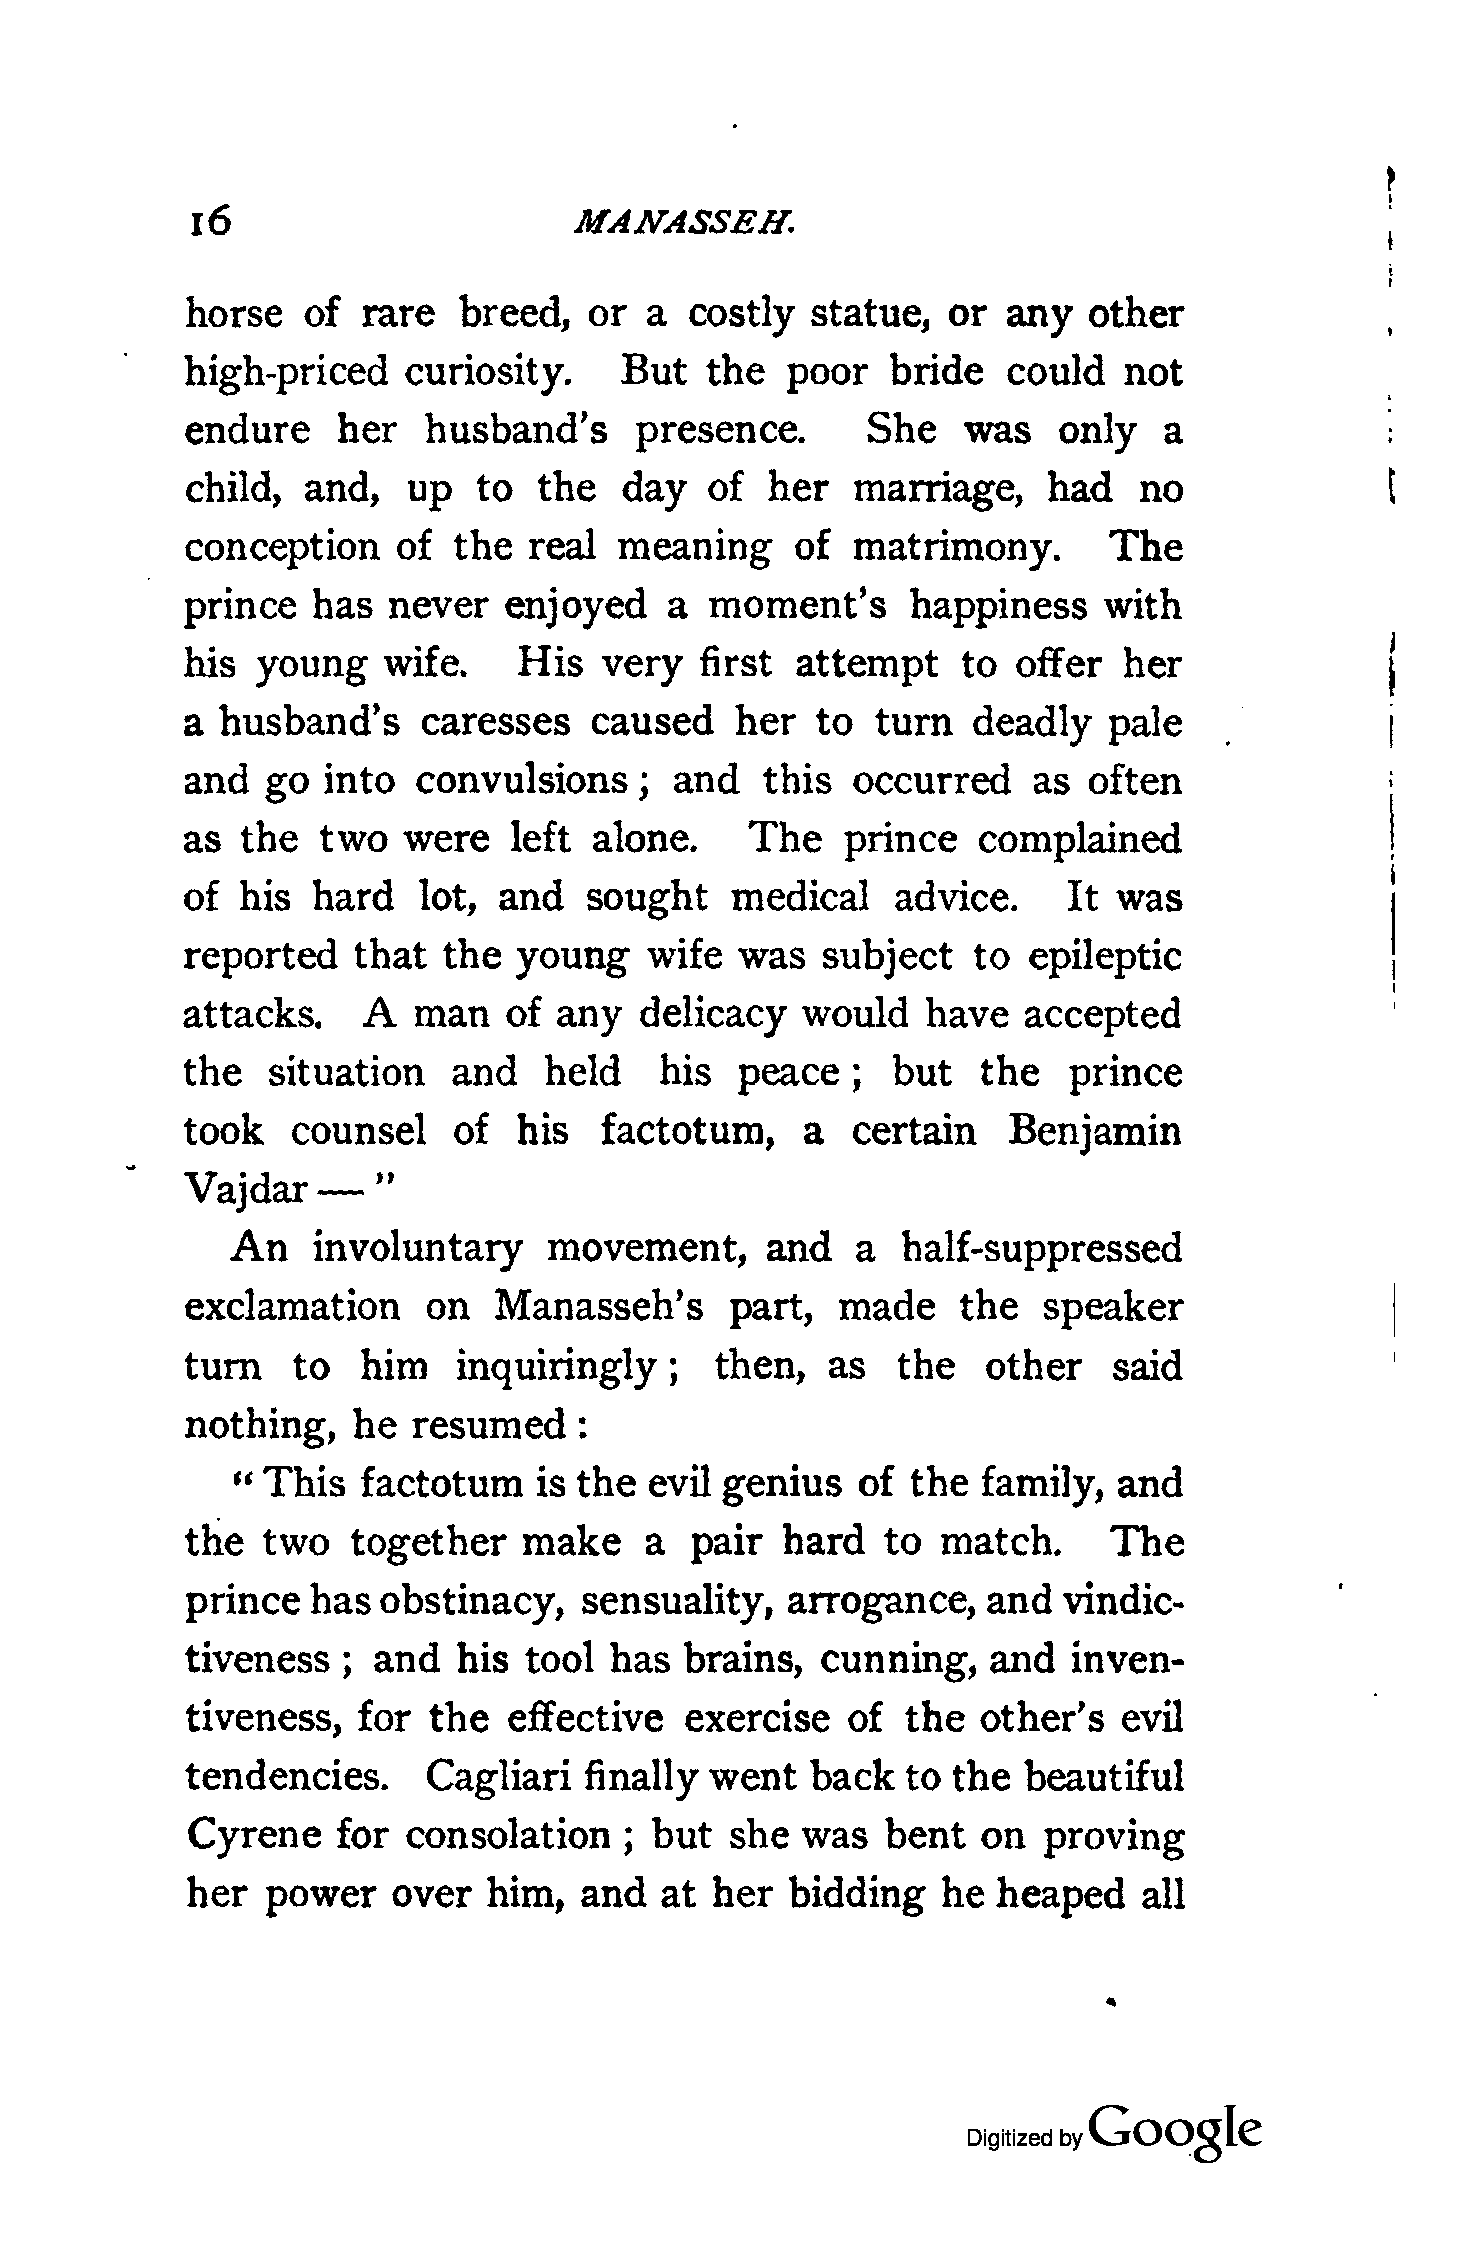 16 MANASSEH.
horse of rare breed, or a costly statue, or any other
high-priced curiosity. But the poor bride could not
endure her husband's presence. She was only a
child, and, up to the day of her marriage, had no
conception of the real meaning of matrimony. The
prince has never enjoyed a moment's happiness with
his young wife. His very first attempt to offer her
a husband's caresses caused her to turn deadly pale
and go into convulsions; and this occurred as often
as the two were left alone. The prince complained
of his hard lot, and sought medical advice. It was
reported that the young wife was subject to epileptic
attacks. A man of any delicacy would have accepted
the situation and held his peace; but the prince
took counsel of his factotum, a certain Benjamin
Vajdar — "
An involuntary movement, and a half-suppressed
exclamation on Manasseh's part, made the speaker
turn to him inquiringly; then, as the other said
nothing, he resumed:
"This factotum is the evil genius of the family, and
the two together make a pair hard to match. The
prince has obstinacy, sensuality, arrogance, and vindic-
tiveness; and his tool has brains, cunning, and inven-
tiveness, for the effective exercise of the other's evil
tendencies. Cagliari finally went back to the beautiful
Cyrene for consolation; but she was bent on proving
her power over him, and at her bidding he heaped all
Digitized by Google